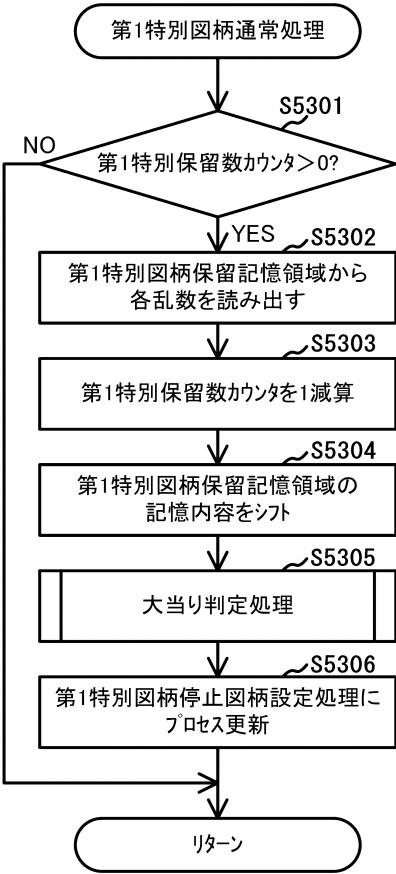 第1特別図柄通常処理
S5301
NO
第1特別保留数カウンタ＞0?
YES
S5302
第1特別図柄保留記憶領域から
各乱数を読み出す
S5303
第1特別保留数カウンタを1減算
S5304
第1特別図柄保留記憶領域の
記憶内容をシフト
S5305
大当り判定処理
S5306
第1特別図柄停止図柄設定処理に
プロセス更新
リターン